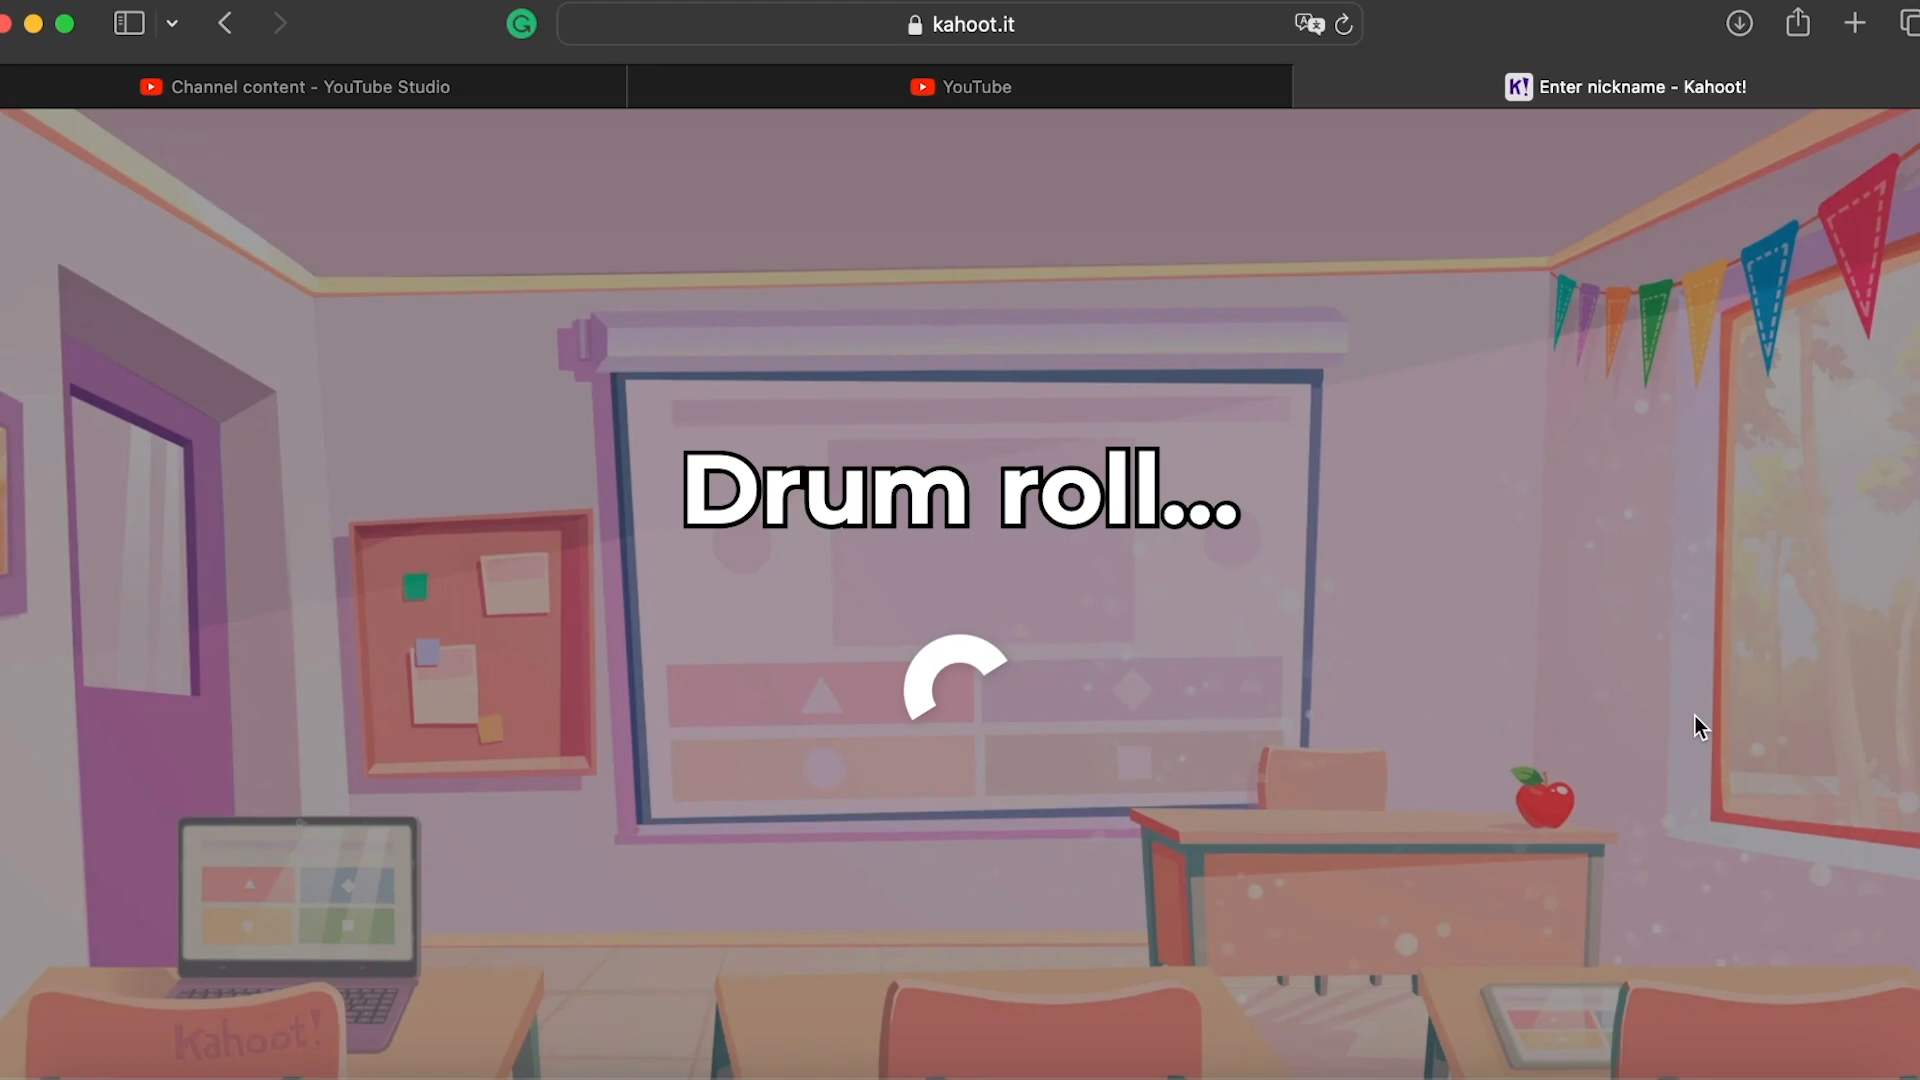 kahoot.it
Channel content - YouTube Studio
YouTube
K! Enter nickname - Kahoot!
Drum roll...
Kahoot!